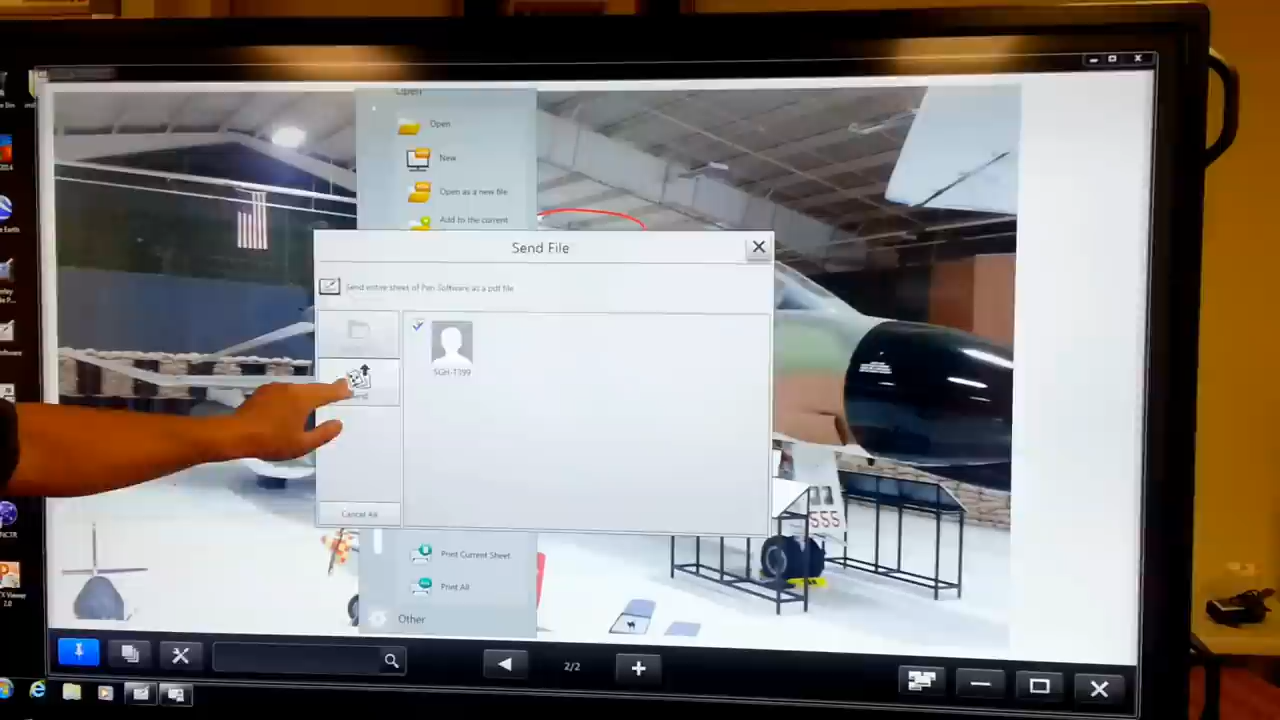 Open
Open
New
Open as a new file
Add to the current
Send File
Send entire sheet of Pen Software as a pdf file
SGH-T399
Cancel All
555
Print Current Sheet
Print All
Other
2/2